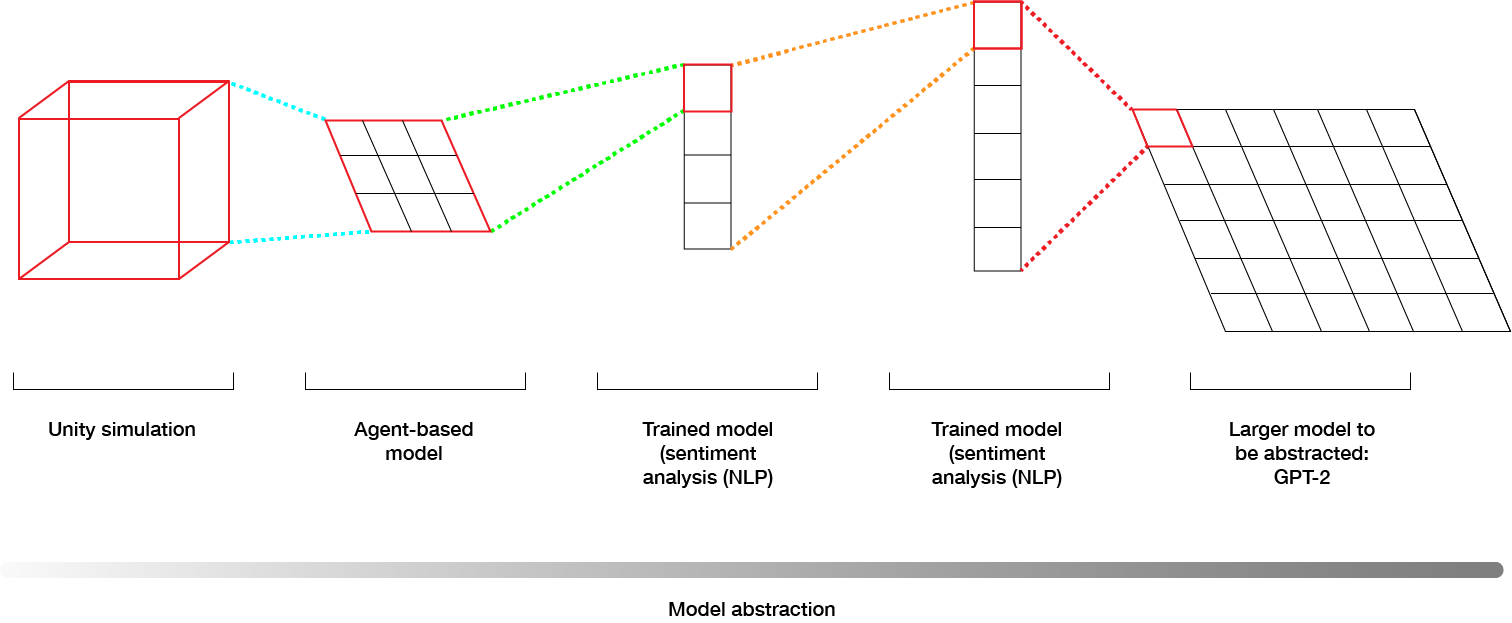 Unity simulation
Agent-based
model
Trained model
(sentiment
analysis (NLP)
Trained model
(sentiment
analysis (NLP)
Larger model to
be abstracted:
GPT-2
Model abstraction